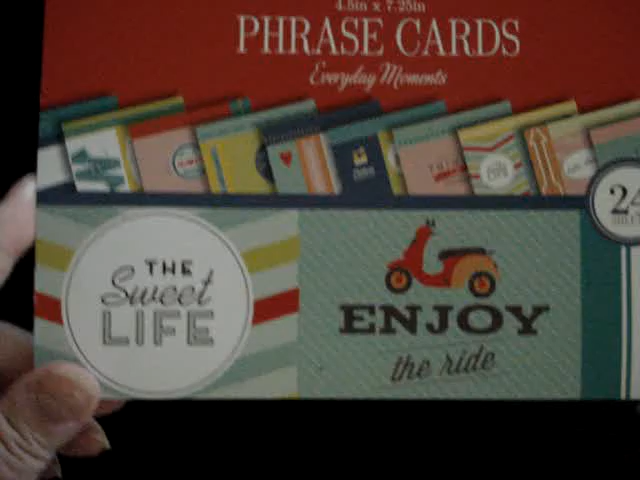 4.5in x 7.25in
PHRASE CARDS
Everyday Moments
24
THE
Sweet
LIFE
ENJOY
the ride